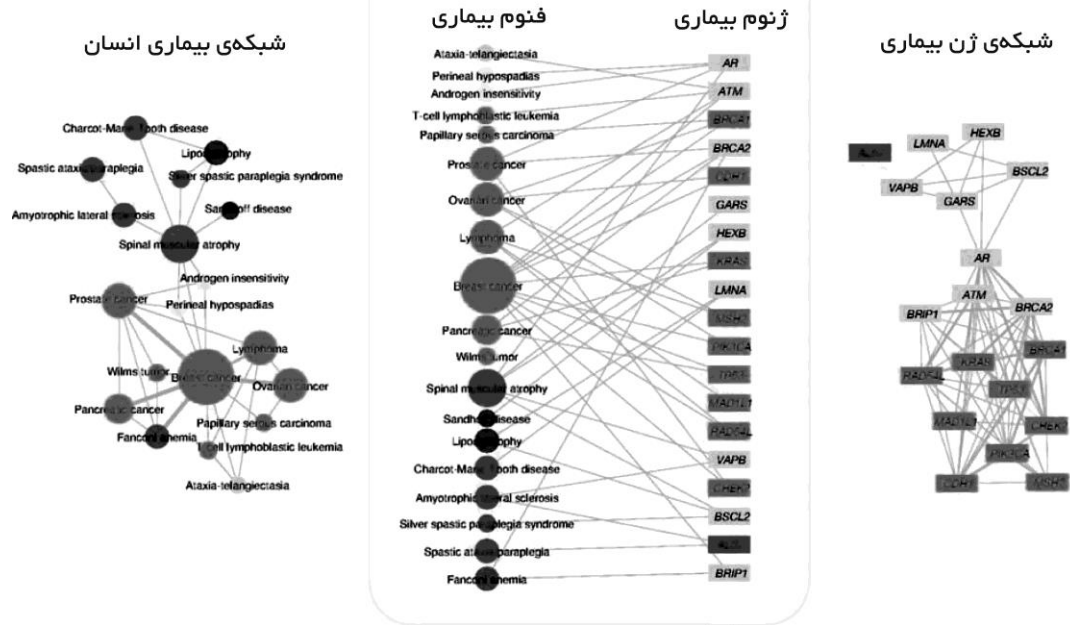 شبکه‌ی بیماری انسان
Charcot-Marie-Tooth disease
Lipodystrophy
Spastic ataxia/paraplegia
Silver spastic paraplegia syndrome
Amyotrophic lateral sclerosis
Sandhoff disease
Spinal muscular atrophy
Androgen insensitivity
Prostate cancer
Perineal hypospadias
Lymphoma
Wilms tumor
Breast cancer
Ovarian cancer
Pancreatic cancer
Papillary serous carcinoma
Fanconi anemia
T-cell lymphoblastic leukemia
Ataxia-telangiectasia
فنوم بیماری
Ataxia-telangiectasia
Perineal hypospadias
Androgen insensitivity
T-cell lymphoblastic leukemia
Papillary serous carcinoma
Prostate cancer
Ovarian cancer
Lymphoma
Breast cancer
Pancreatic cancer
Wilms tumor
Spinal muscular atrophy
Sandhoff disease
Lipodystrophy
Charcot-Marie-Tooth disease
Amyotrophic lateral sclerosis
Silver spastic paraplegia syndrome
Spastic ataxia/paraplegia
Fanconi anemia
ژنوم بیماری
AR
ATM
BRCA1
BRCA2
CDH1
GARS
HEXB
KRAS
LMNA
MSH2
PIK3CA
TP53
MAD1L1
RAD54L
VAPB
CHEK2
BSCL2
BRIP1
شبکه‌ی ژن بیماری
HEXB
LMNA
BSCL2
VAPB
GARS
AR
ATM
BRIP1
BRCA2
BRCA1
KRAS
RAD54L
TP53
MAD1L1
CHEK2
PIK3CA
CDH1
MSH2